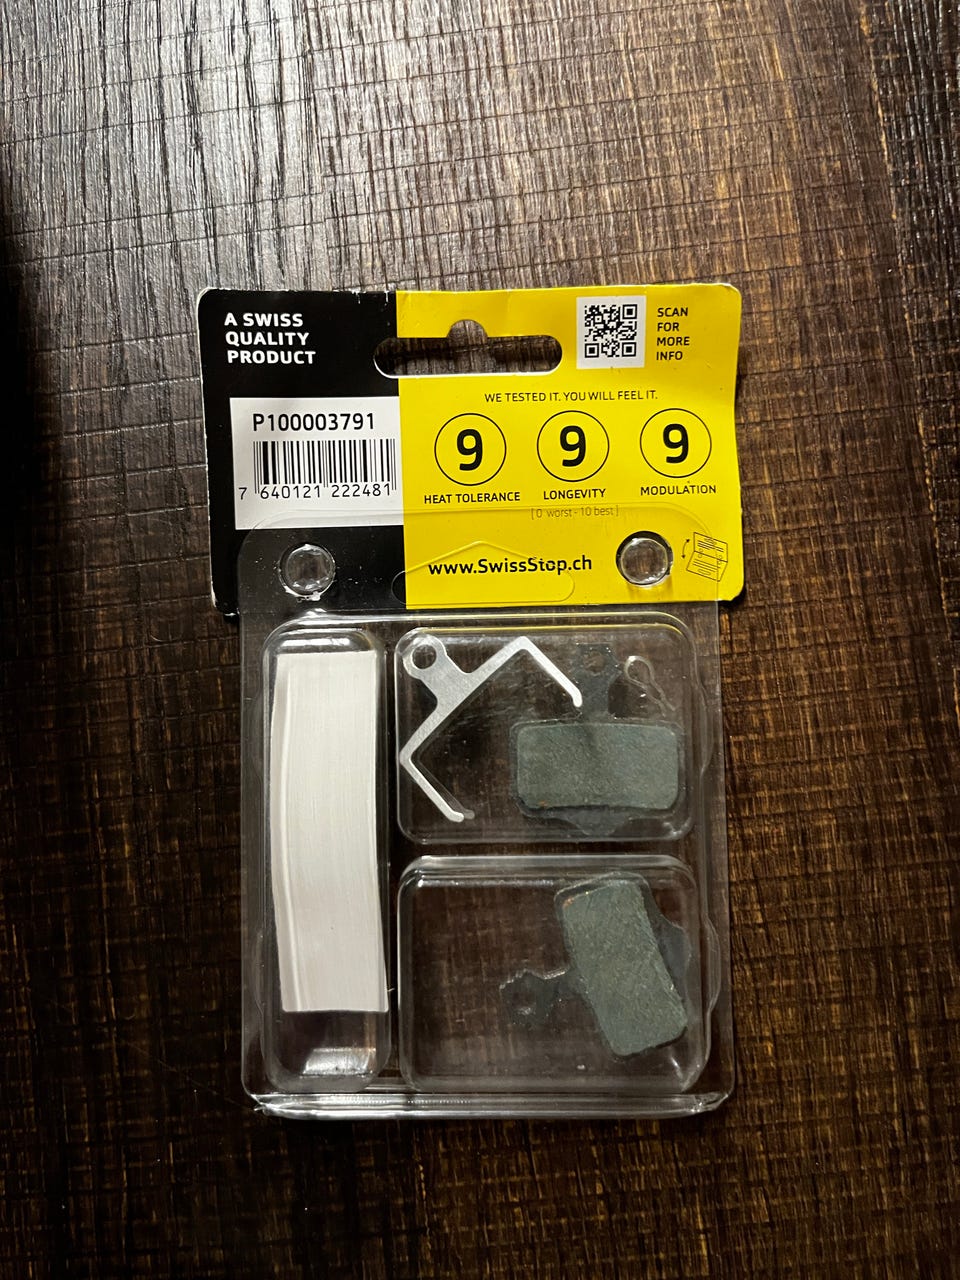 A SWISS
QUALITY
PRODUCT
P100003791
7 640121 222481
SCAN
FOR
MORE
INFO
WE TESTED IT. YOU WILL FEEL IT.
9 9 9
HEAT TOLERANCE LONGEVITY MODULATION
[ 0 worst - 10 best ]
www.SwissStop.ch